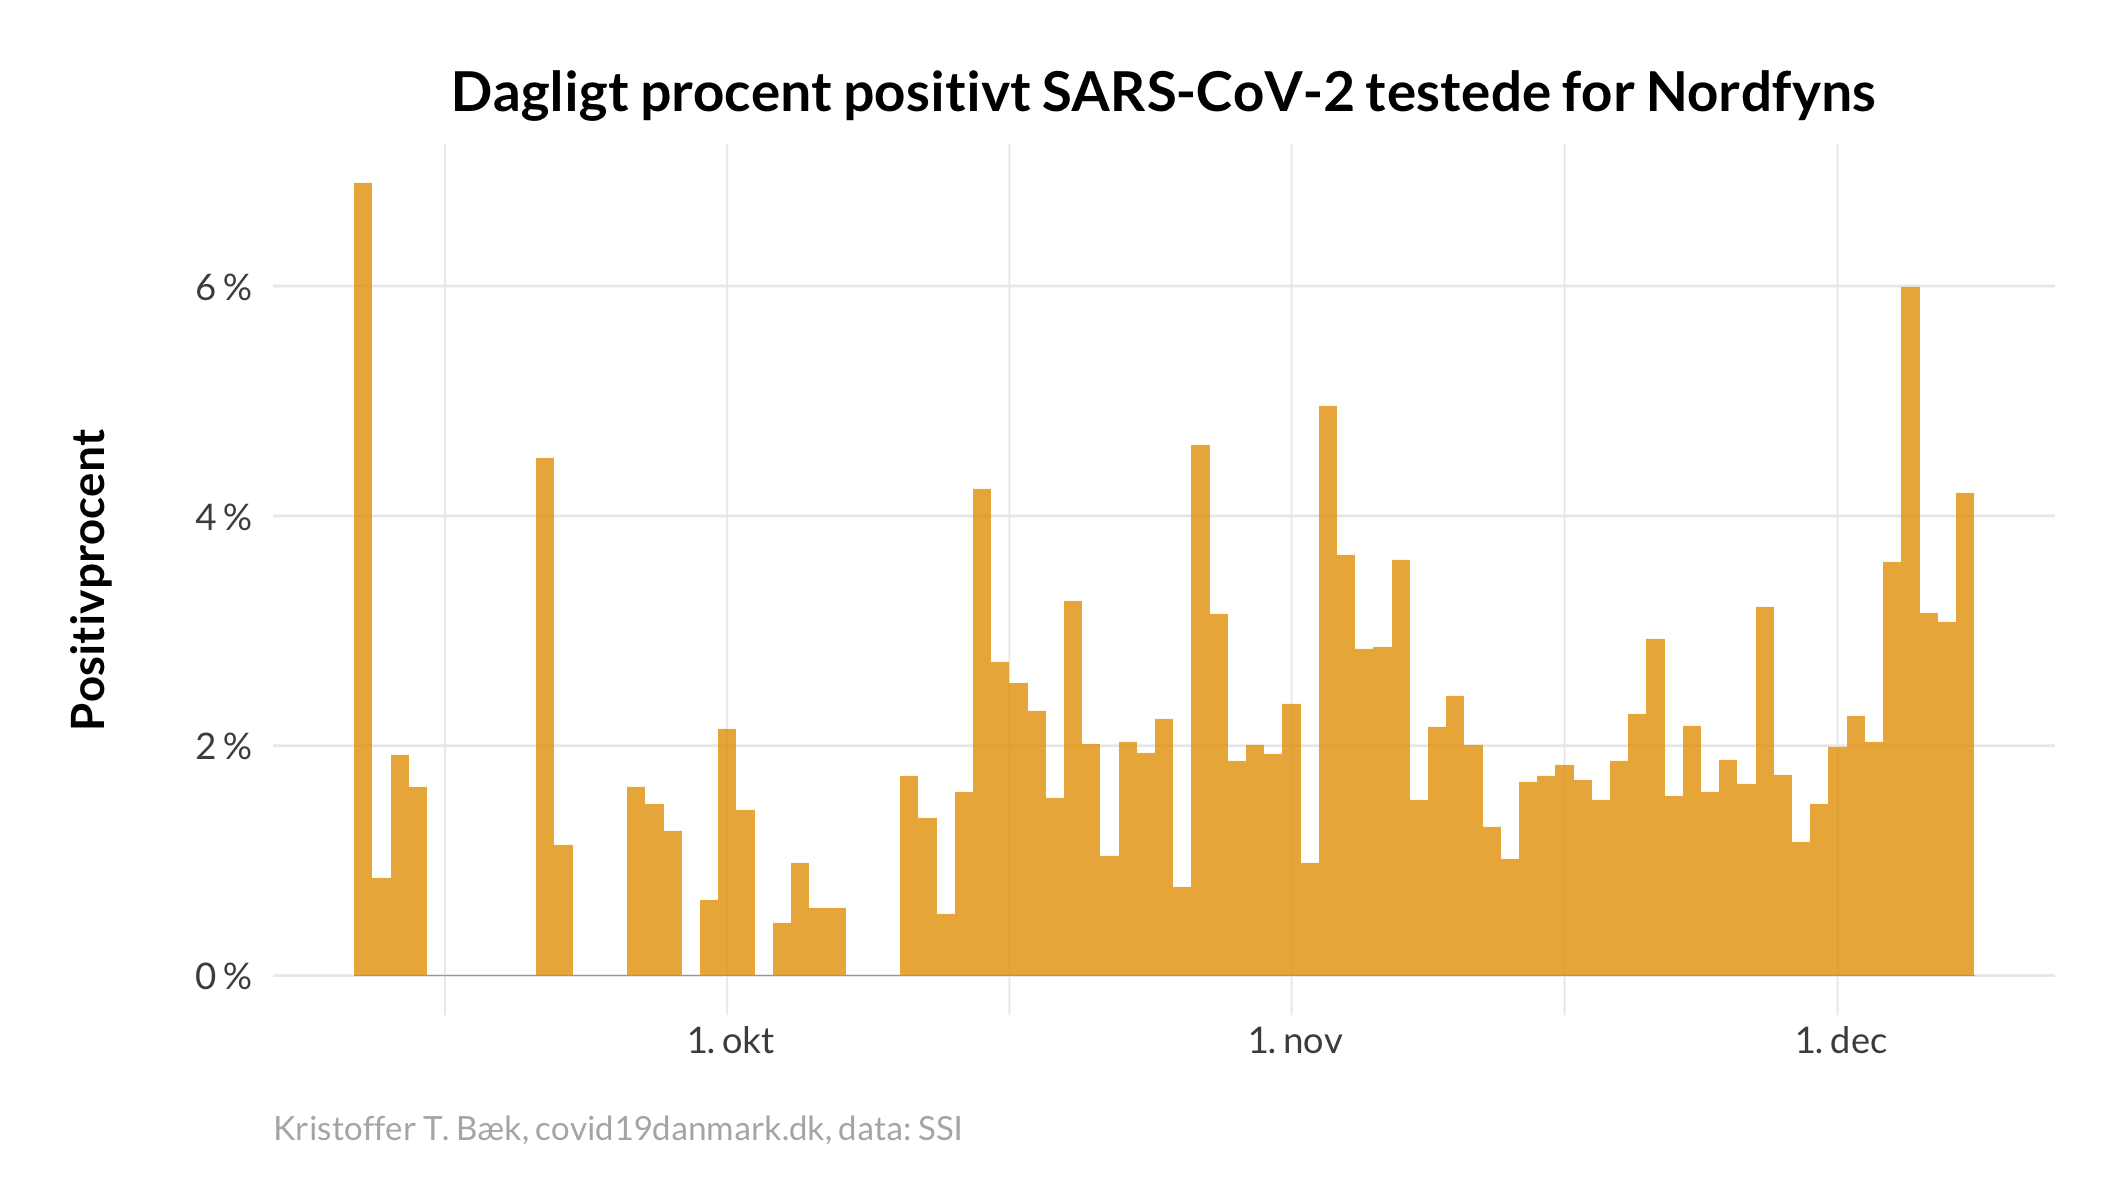 Dagligt procent positivt SARS-CoV-2 testede for Nordfyns
Positivprocent
6 %
4 %
2 %
0 %
1. okt
1. nov
1. dec
Kristoffer T. Bæk, covid19danmark.dk, data: SSI